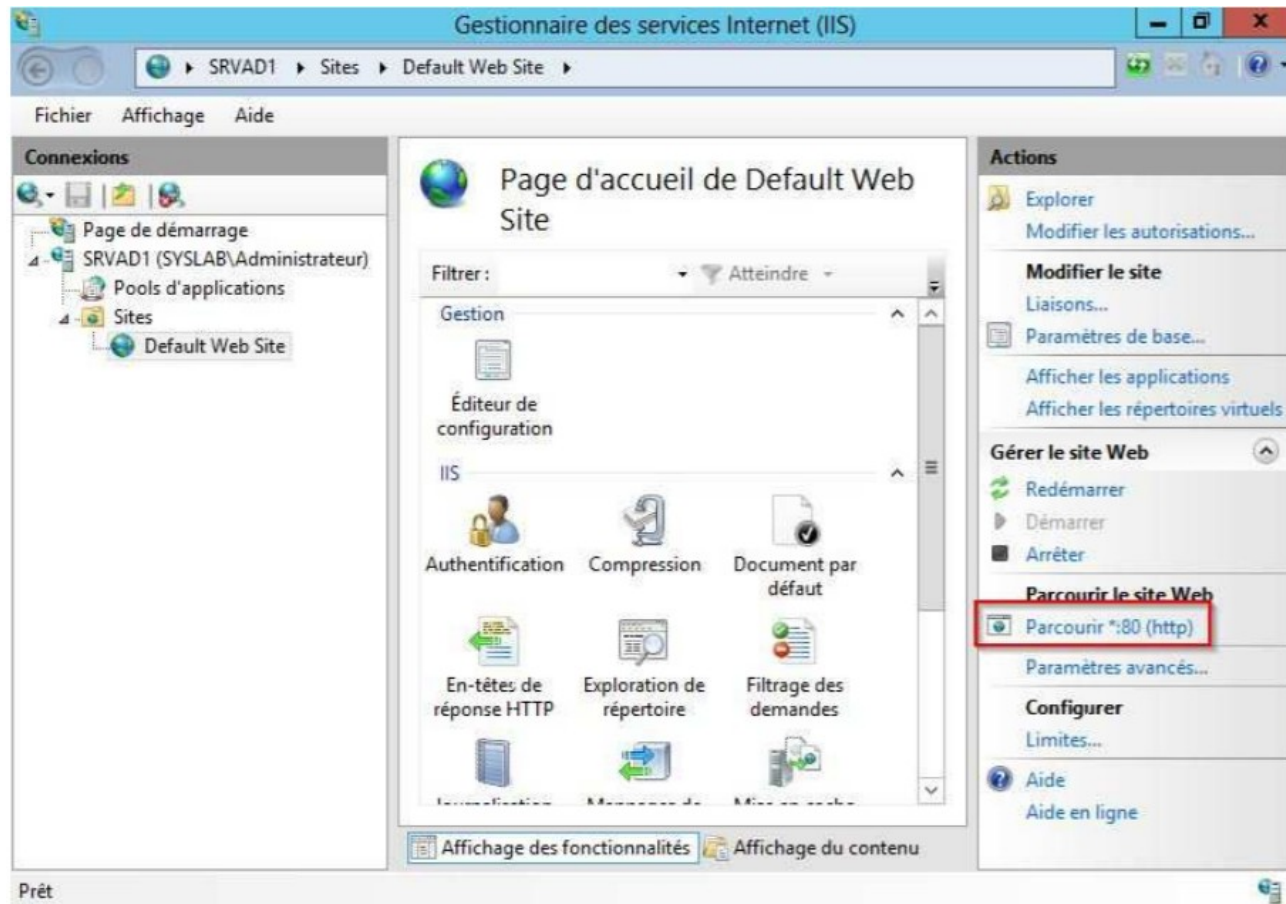 Gestionnaire des services Internet (IIS)
SRVAD1 Sites Default Web Site
Fichier Affichage Aide
Connexions
Page de démarrage
SRVAD1 (SYSLAB\Administrateur)
Pools d'applications
Sites
Default Web Site
Page d'accueil de Default Web
Site
Filtrer : Atteindre
Gestion
Éditeur de
configuration
IIS
Authentification Compression Document par
défaut
En-têtes de Exploration de Filtrage des
réponse HTTP répertoire demandes
Affichage des fonctionnalités Affichage du contenu
Actions
Explorer
Modifier les autorisations...
Modifier le site
Liaisons...
Paramètres de base...
Afficher les applications
Afficher les répertoires virtuels
Gérer le site Web
Redémarrer
Démarrer
Arrêter
Parcourir le site Web
Parcourir *:80 (http)
Paramètres avancés...
Configurer
Limites...
Aide
Aide en ligne
Prêt